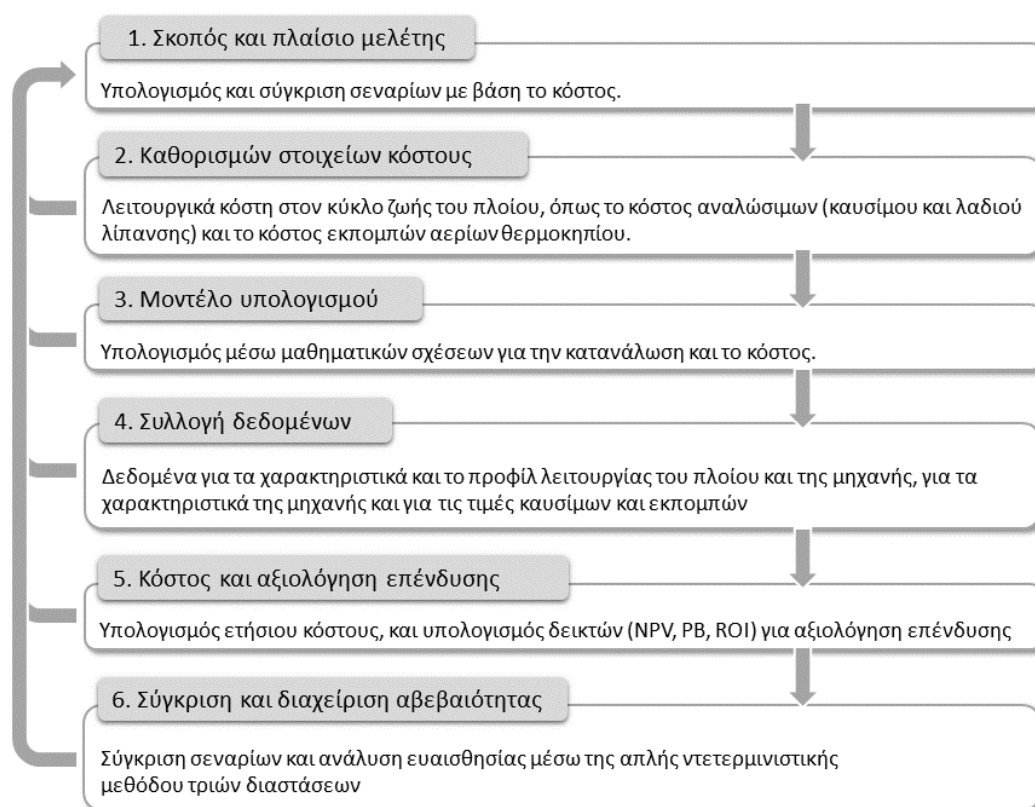 1. Σκοπός και πλαίσιο μελέτης
Υπολογισμός και σύγκριση σεναρίων με βάση το κόστος.
2. Καθορισμών στοιχείων κόστους
Λειτουργικά κόστη στον κύκλο ζωής του πλοίου, όπως το κόστος αναλώσιμων (καυσίμου και λαδιού
λίπανσης) και το κόστος εκπομπών αερίων θερμοκηπίου.
3. Μοντέλο υπολογισμού
Υπολογισμός μέσω μαθηματικών σχέσεων για την κατανάλωση και το κόστος.
4. Συλλογή δεδομένων
Δεδομένα για τα χαρακτηριστικά και το προφίλ λειτουργίας του πλοίου και της μηχανής, για τα
χαρακτηριστικά της μηχανής και για τις τιμές καυσίμων και εκπομπών
5. Κόστος και αξιολόγηση επένδυσης
Υπολογισμός ετήσιου κόστους, και υπολογισμός δεικτών (NPV, PB, ROI) για αξιολόγηση επένδυσης
6. Σύγκριση και διαχείριση αβεβαιότητας
Σύγκριση σεναρίων και ανάλυση ευαισθησίας μέσω της απλής ντετερμινιστικής
μεθόδου τριών διαστάσεων